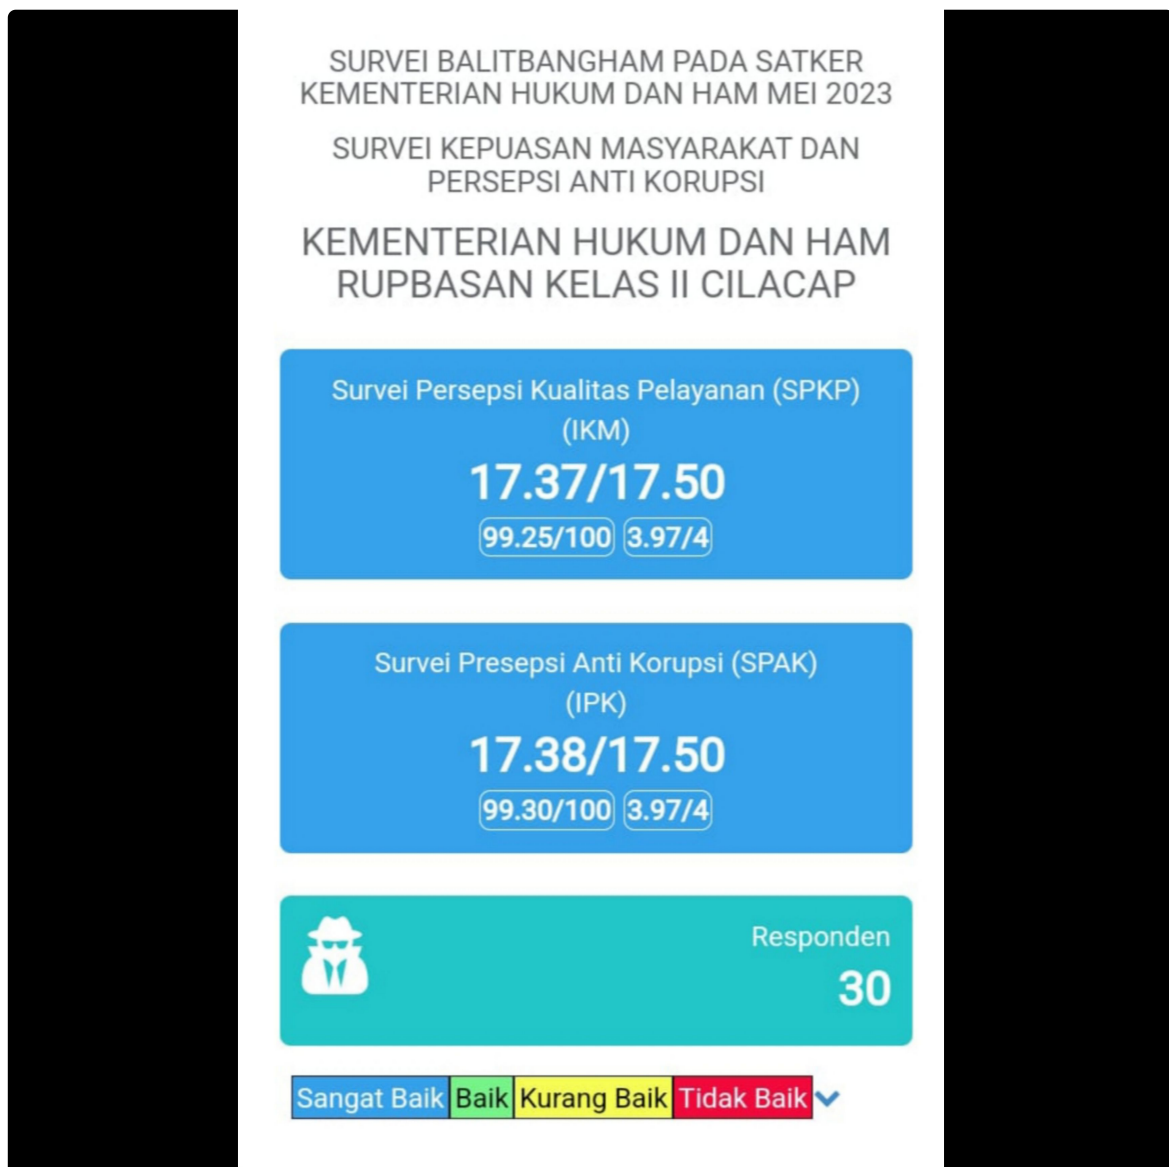 SURVEI BALITBANGHAM PADA SATKER
KEMENTERIAN HUKUM DAN HAM MEI 2023
SURVEI KEPUASAN MASYARAKAT DAN
PERSEPSI ANTI KORUPSI
KEMENTERIAN HUKUM DAN HAM
RUPBASAN KELAS II CILACAP
Survei Persepsi Kualitas Pelayanan (SPKP)
(IKM)
17.37/17.50
99.25/100 3.97/4
Survei Presepsi Anti Korupsi (SPAK)
(IPK)
17.38/17.50
99.30/100 3.97/4
Responden
30
Sangat Baik Baik Kurang Baik Tidak Baik